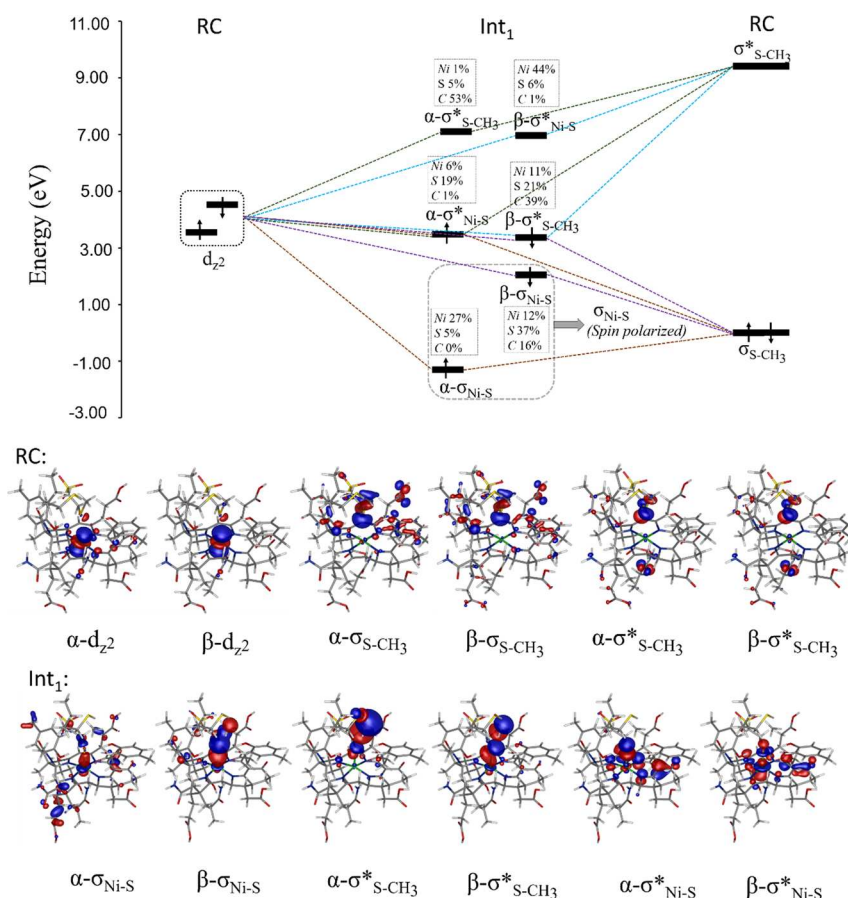 RC Int₁ RC
11.00
9.00
7.00
5.00
3.00
1.00
-1.00
-3.00
Energy (eV)
σ*S-CH3
Ni 1%
S 5%
C 53%
Ni 44%
S 6%
C 1%
α-σ*S-CH3
β-σ*Ni-S
Ni 6%
S 19%
C 1%
Ni 11%
S 21%
C 39%
α-σ*Ni-S
β-σ*S-CH3
dz2
β-σNi-S
Ni 27%
S 5%
C 0%
Ni 12%
S 37%
C 16%
σNi-S
(Spin polarized)
σS-CH3
α-σNi-S
RC:
α-dz2 β-dz2 α-σS-CH3 β-σS-CH3 α-σ*S-CH3 β-σ*S-CH3
Int₁:
α-σNi-S β-σNi-S α-σ*S-CH3 β-σ*S-CH3 α-σ*Ni-S β-σ*Ni-S